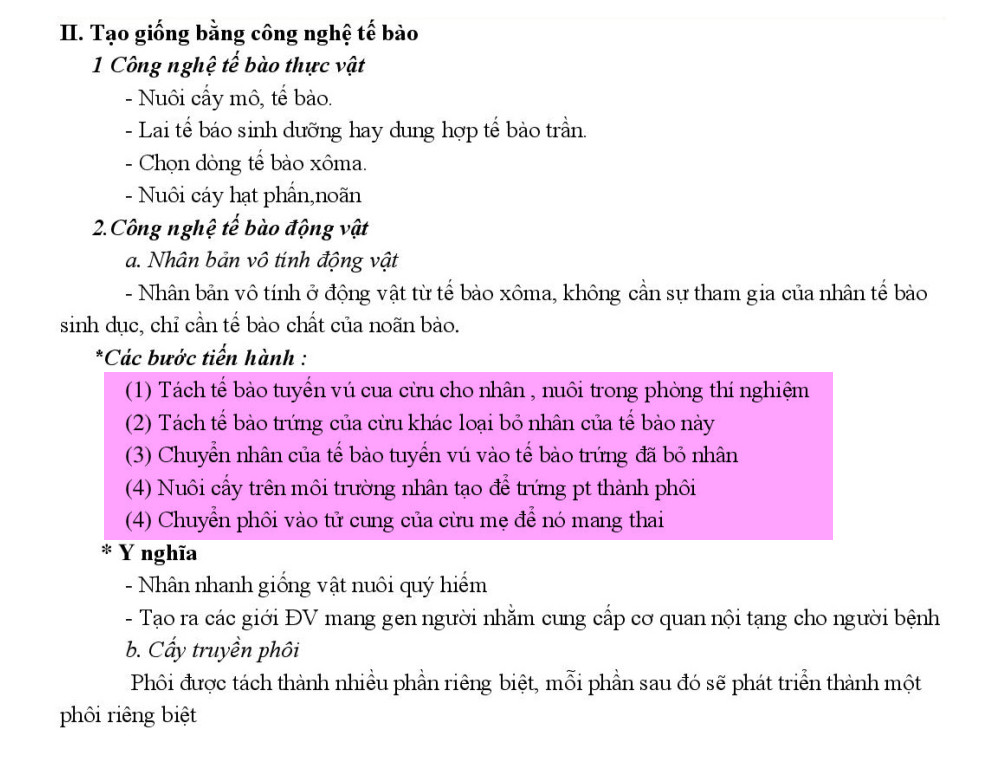 II. Tạo giống bằng công nghệ tế bào
1 Công nghệ tế bào thực vật
- Nuôi cấy mô, tế bào.
- Lai tế báo sinh dưỡng hay dung hợp tế bào trần.
- Chọn dòng tế bào xôma.
- Nuôi cáy hạt phấn,noãn
2.Công nghệ tế bào động vật
a. Nhân bản vô tính động vật
- Nhân bản vô tính ở động vật từ tế bào xôma, không cần sự tham gia của nhân tế bào
sinh dục, chỉ cần tế bào chất của noãn bào.
*Các bước tiến hành :
(1) Tách tế bào tuyến vú cua cừu cho nhân , nuôi trong phòng thí nghiệm
(2) Tách tế bào trứng của cừu khác loại bỏ nhân của tế bào này
(3) Chuyển nhân của tế bào tuyến vú vào tế bào trứng đã bỏ nhân
(4) Nuôi cấy trên môi trường nhân tạo để trứng pt thành phôi
(4) Chuyển phôi vào tử cung của cừu mẹ để nó mang thai
* Y nghĩa
- Nhân nhanh giống vật nuôi quý hiếm
- Tạo ra các giới ĐV mang gen người nhằm cung cấp cơ quan nội tạng cho người bệnh
b. Cấy truyền phôi
Phôi được tách thành nhiều phần riêng biệt, mỗi phần sau đó sẽ phát triển thành một
phôi riêng biệt